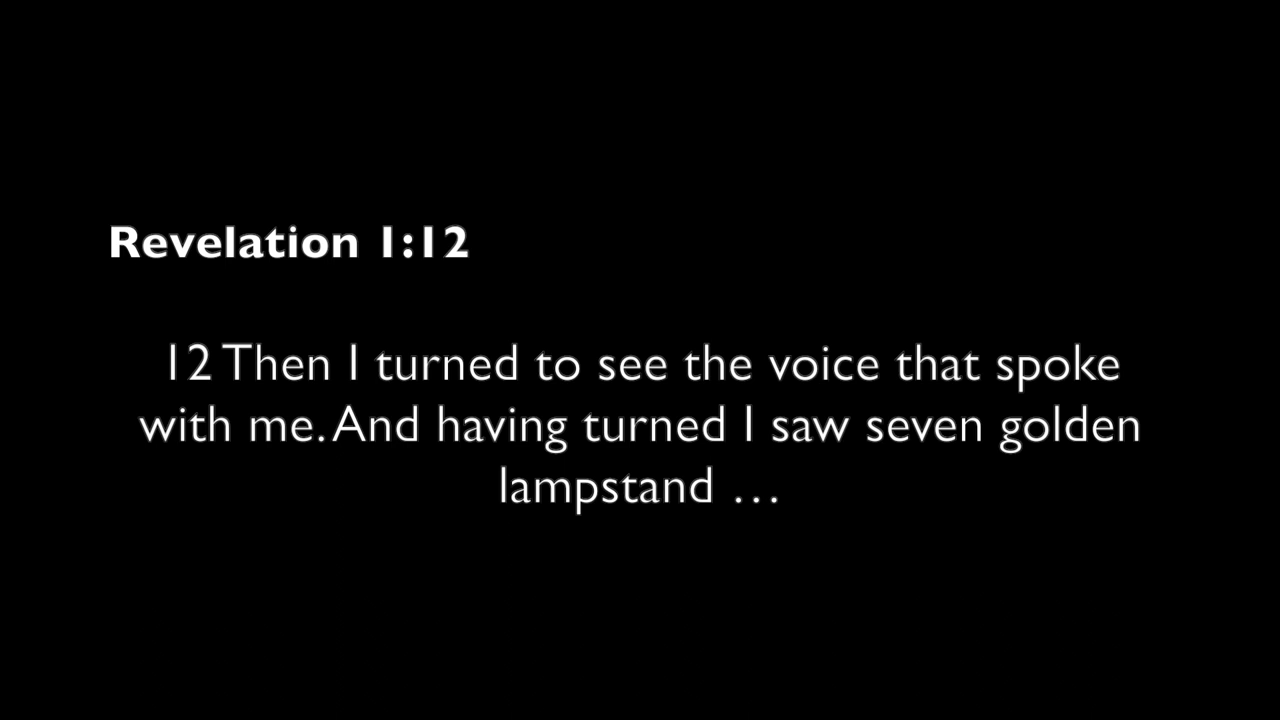 Revelation 1:12
12 Then I turned to see the voice that spoke
with me. And having turned I saw seven golden
lampstand …